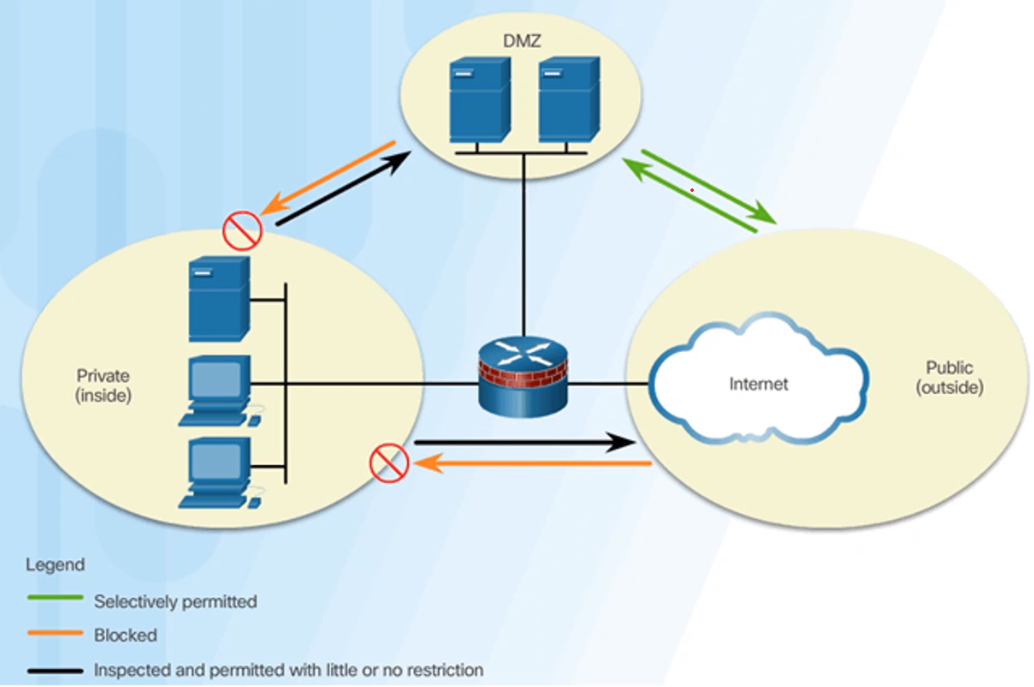 DMZ
Private
(inside)
Internet
Public
(outside)
Legend
Selectively permitted
Blocked
Inspected and permitted with little or no restriction